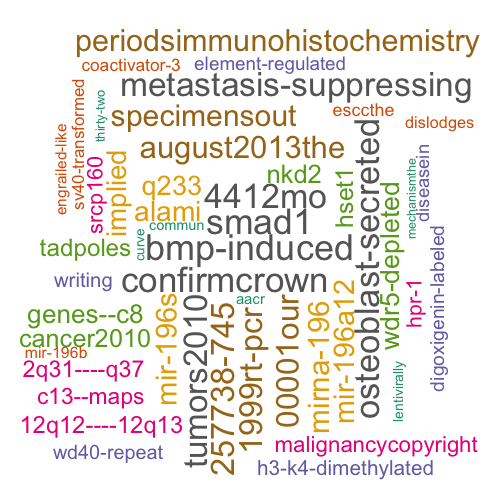 periodsimmunohistochemistry
coactivator-3
element-regulated
metastasis-suppressing
sv40-transformed
thirty-two
specimensout
esccthe
dislodges
engrailed-like
august2013the
srcp160
implied
q233
nkd2
4412mo
hset1
osteoblast-secreted
mechanismthe
diseasein
alami
smad1
commun
curve
tadpoles
bmp-induced
wdr5-depleted
digoxigenin-labeled
writing
confirmcrown
hpr-1
genes--c8
mir-196s
aacr
cancer2010
tumors2010
257738-745
1999rt-pcr
00001our
mirna-196
mir-196a12
mir-196b
2q31----q37
lentivirally
c13--maps
12q12----12q13
malignancycopyright
wd40-repeat
h3-k4-dimethylated